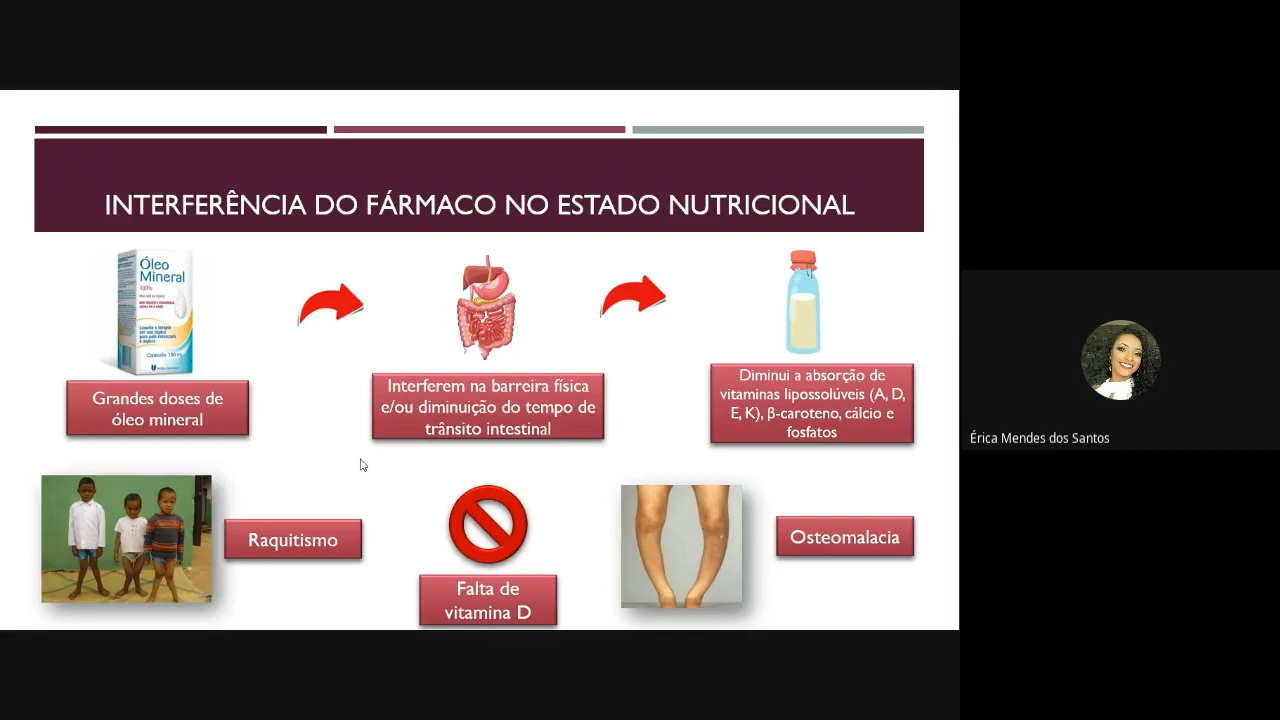 INTERFERÊNCIA DO FÁRMACO NO ESTADO NUTRICIONAL
Óleo
Mineral
100%
Grandes doses de
óleo mineral
Interferem na barreira física
e/ou diminuição do tempo de
trânsito intestinal
Diminui a absorção de
vitaminas lipossolúveis (A, D,
E, K), β-caroteno, cálcio e
fosfatos
Raquitismo
Falta de
vitamina D
Osteomalacia
Érica Mendes dos Santos